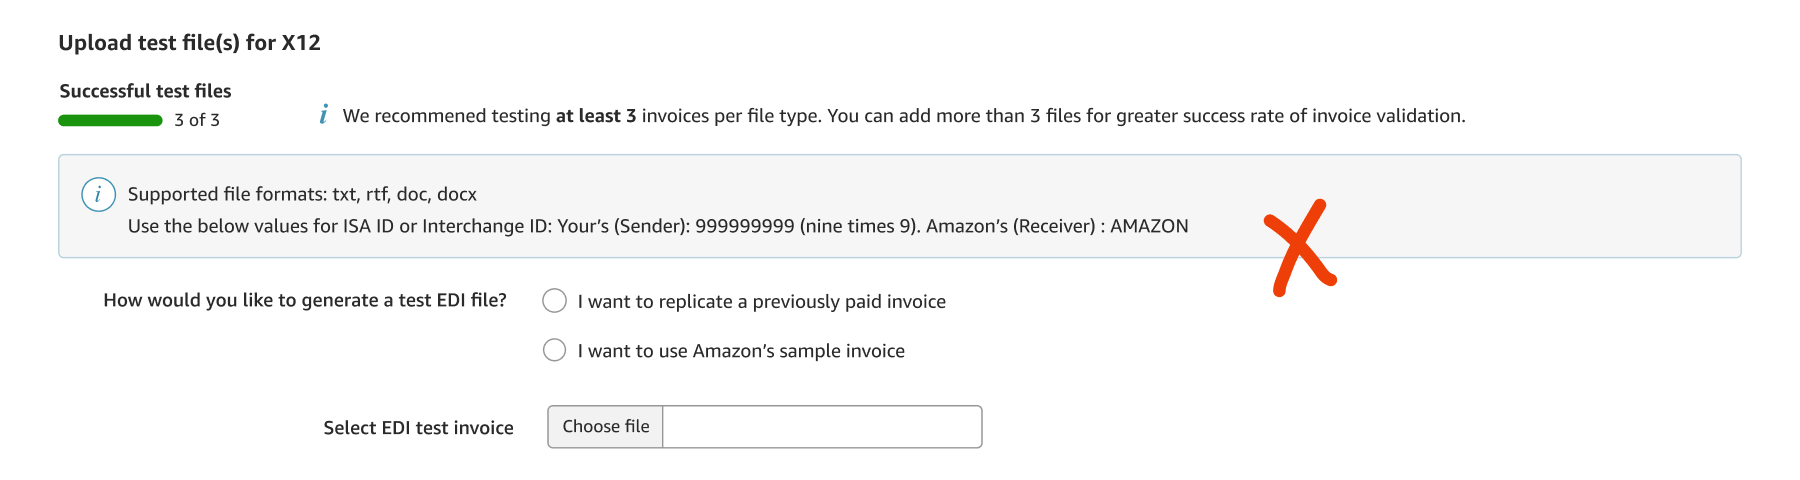 Upload test file(s) for X12
Successful test files
3 of 3
i We recommened testing at least 3 invoices per file type. You can add more than 3 files for greater success rate of invoice validation.
i Supported file formats: txt, rtf, doc, docx
Use the below values for ISA ID or Interchange ID: Your’s (Sender): 999999999 (nine times 9). Amazon’s (Receiver) : AMAZON
X
How would you like to generate a test EDI file?
I want to replicate a previously paid invoice
I want to use Amazon’s sample invoice
Select EDI test invoice
Choose file